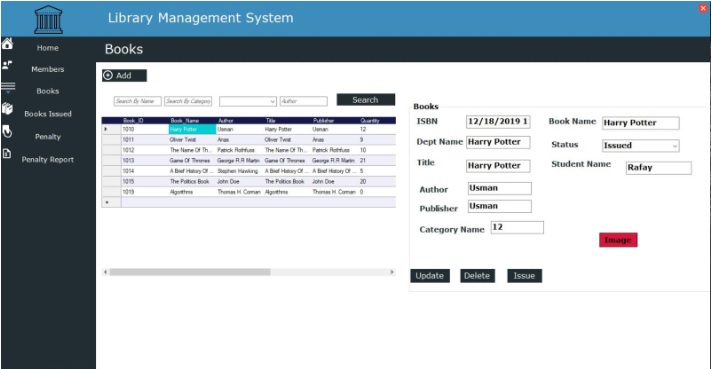 Library Management System
Home
Members
Books
Books Issued
Penalty
Penalty Report
Books
Add
Search By Name Search By Category Author Search
Book_ID Book_Name Author Title Publisher Quantity
1010 Harry Potter Usman Harry Potter Usman 12
1011 Oliver Twist Anas Oliver Twist Anas 9
1012 The Name Of Th... Patrick Rothfuss The Name Of Th... Patrick Rothfuss 10
1013 Game Of Thrones George R.R Martin Game Of Thrones George R.R Martin 21
1014 A Brief History Of ... Stephen Hawking A Brief History Of ... Stephen Hawking 5
1015 The Politics Book John Doe The Politics Book John Doe 20
1019 Algorithms Thomas H. Corman Algorithms Thomas H. Corman 0
Books
ISBN 12/18/2019 1 Book Name Harry Potter
Dept Name Harry Potter Status Issued
Title Harry Potter Student Name Rafay
Author Usman
Publisher Usman
Category Name 12
Image
Update Delete Issue